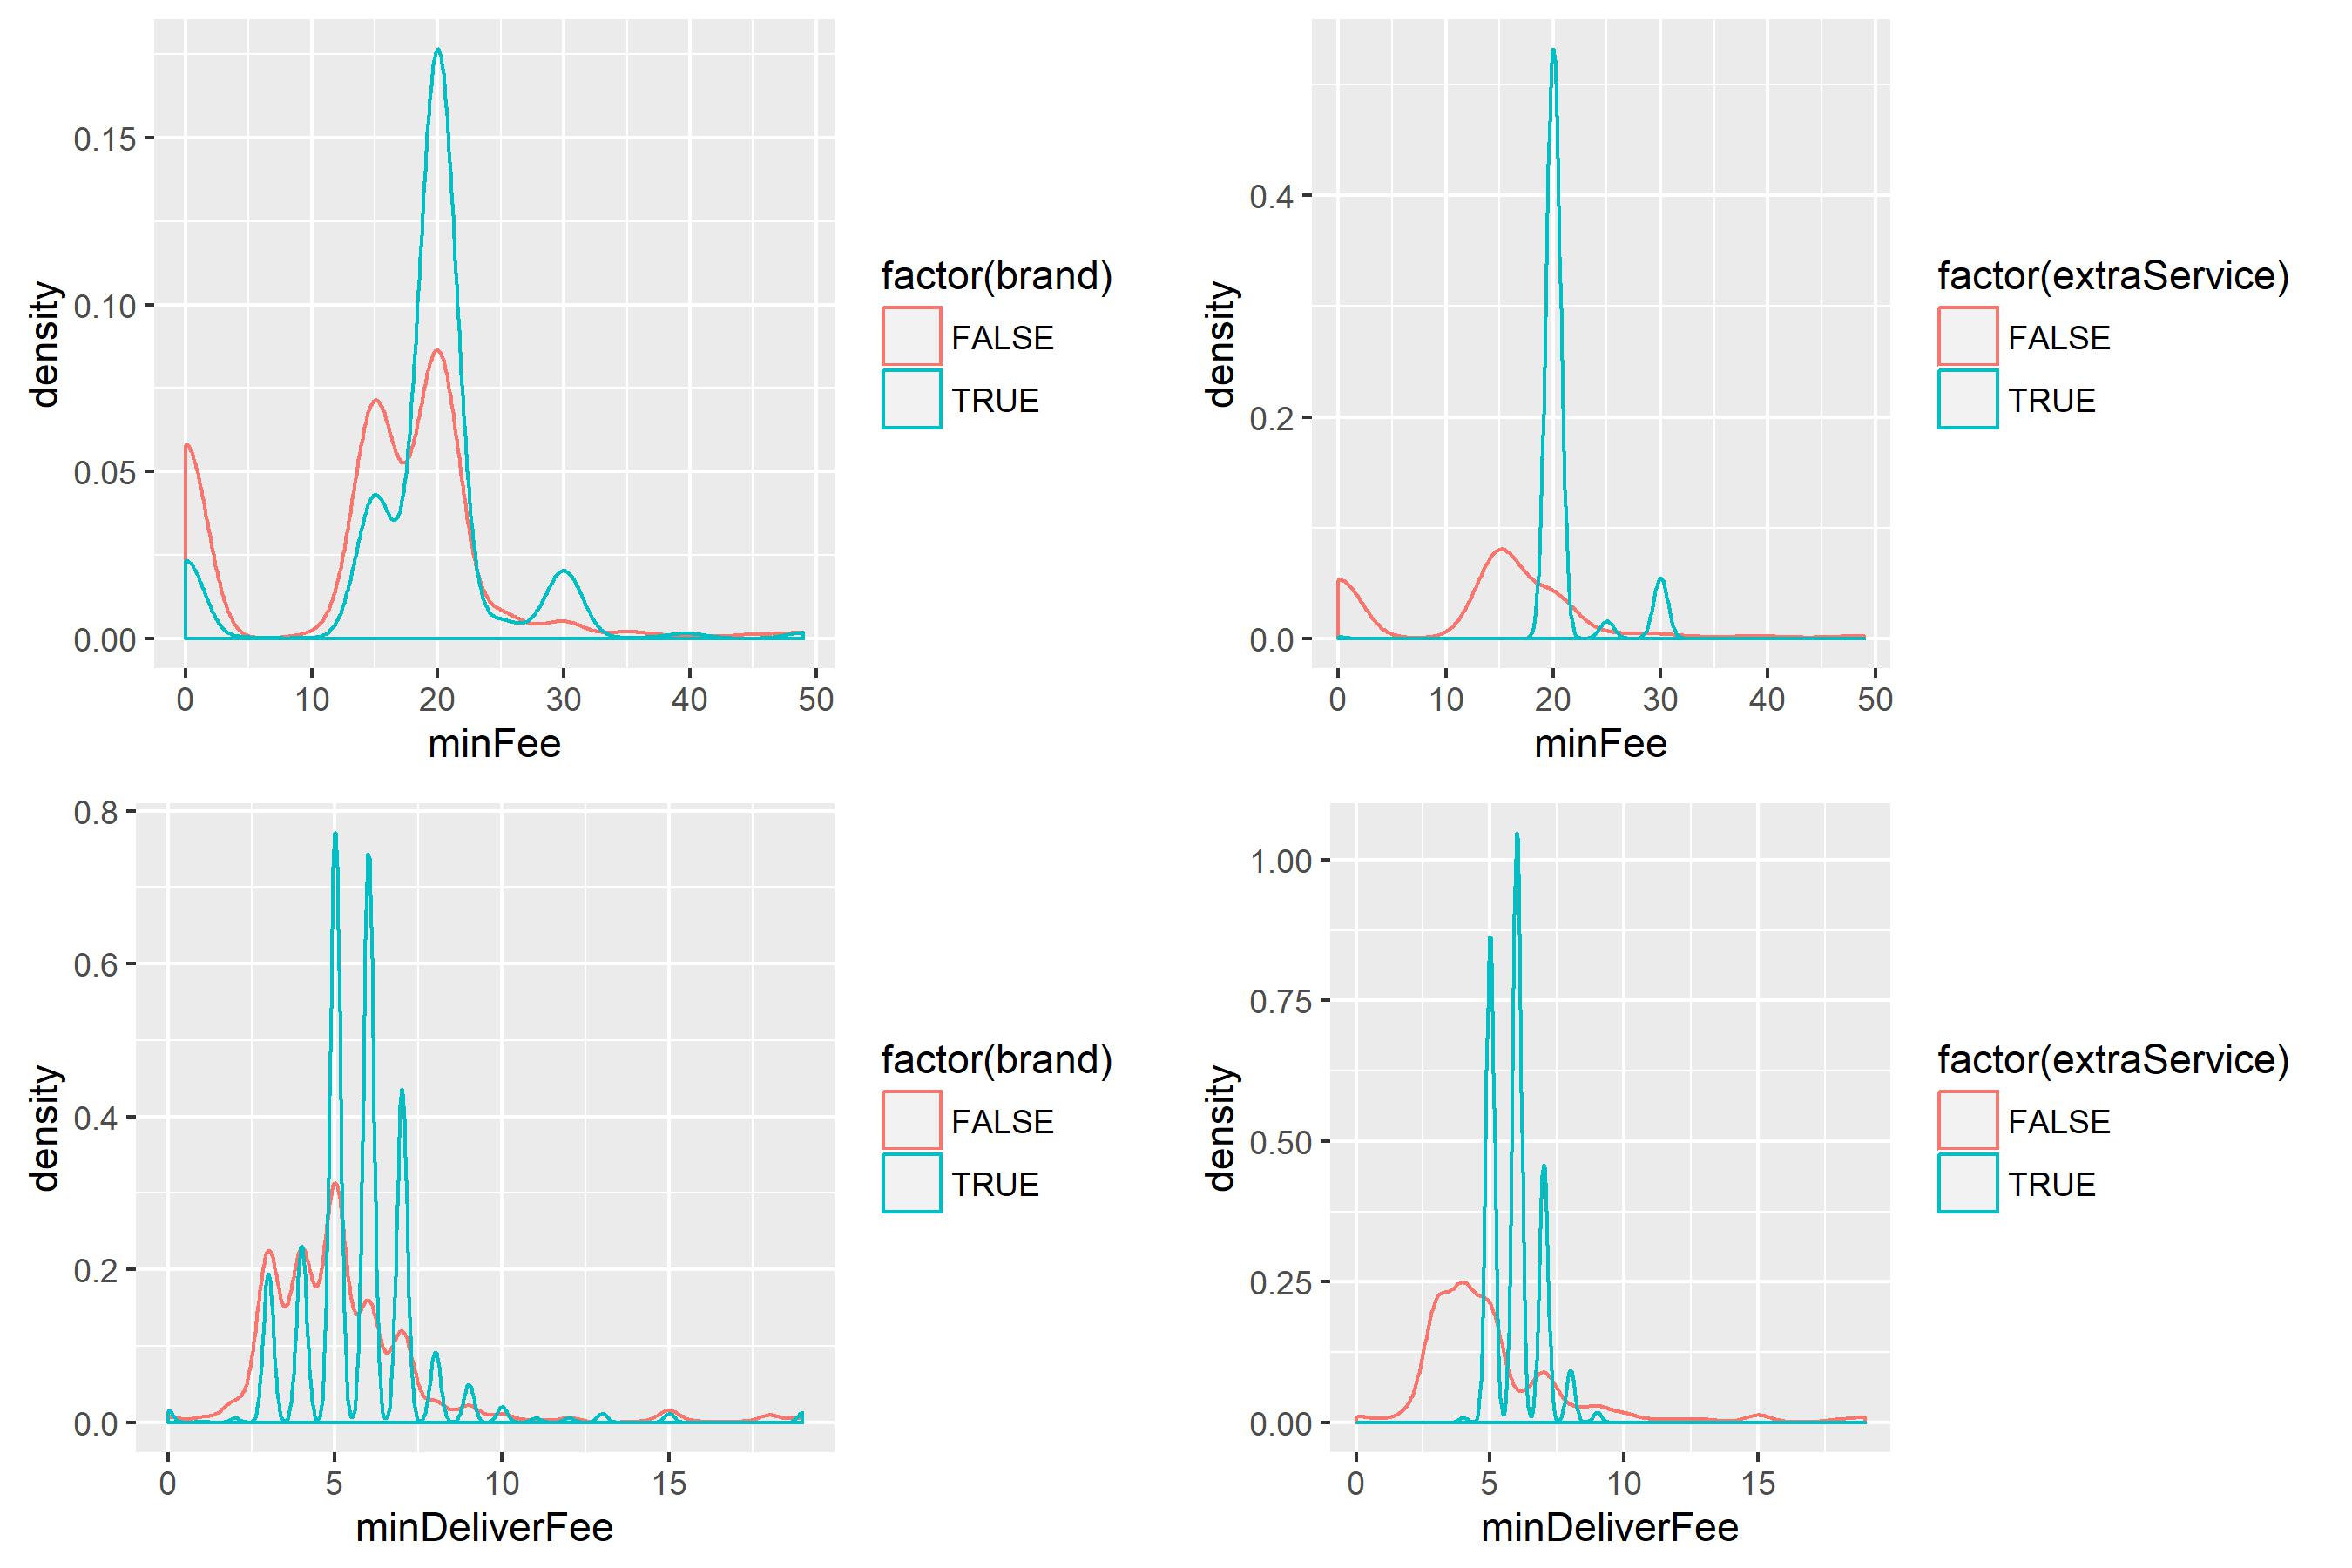 0.15
0.10
0.05
0.00
density
0 10 20 30 40 50
minFee
factor(brand)
FALSE
TRUE
0.4
0.2
0.0
density
0 10 20 30 40 50
minFee
factor(extraService)
FALSE
TRUE
0.8
0.6
0.4
0.2
0.0
density
0 5 10 15
minDeliverFee
factor(brand)
FALSE
TRUE
1.00
0.75
0.50
0.25
0.00
density
0 5 10 15
minDeliverFee
factor(extraService)
FALSE
TRUE